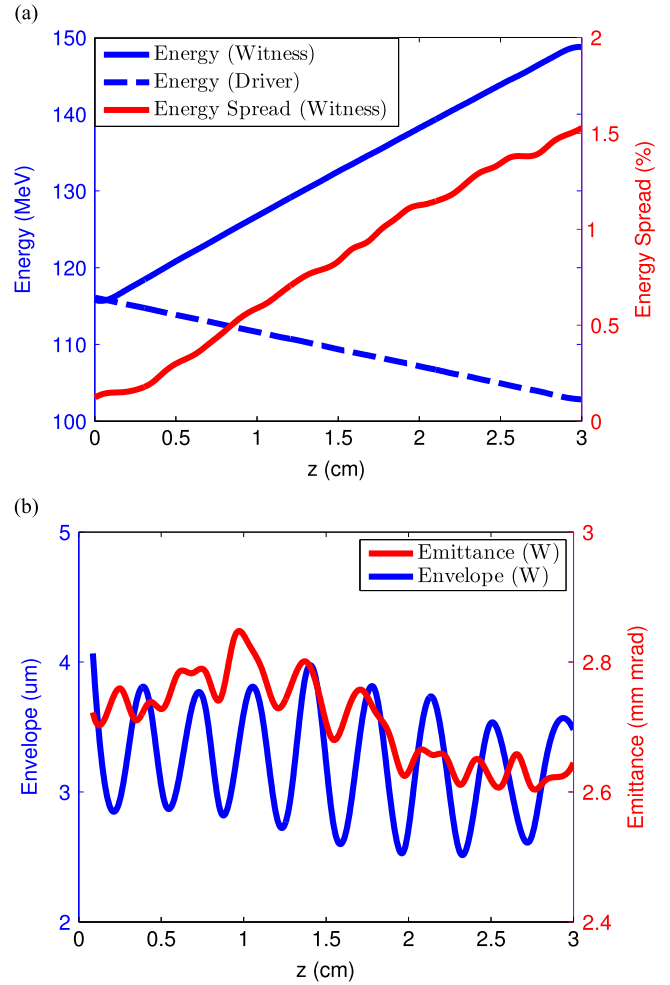 (a)
150
140
130
120
110
100
Energy (MeV)
Energy (Witness)
Energy (Driver)
Energy Spread (Witness)
2
1.5
1
0.5
0
Energy Spread (%)
0
0.5
1
1.5
2
2.5
3
z (cm)
(b)
5
4
3
2
Envelope (um)
Emittance (W)
Envelope (W)
3
2.8
2.6
2.4
Emittance (mm mrad)
0
0.5
1
1.5
2
2.5
3
z (cm)